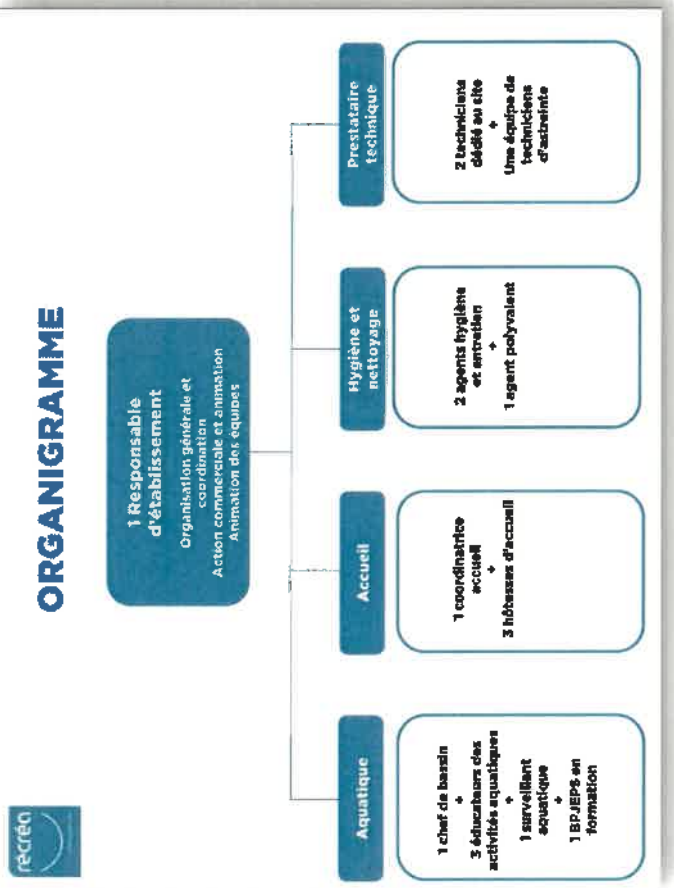 récréa
ORGANIGRAMME
1 Responsable
d'établissement
Organisation générale et
coordination
Action commerciale et animation
Animation des équipes
Aquatique
1 chef de bassin
+
3 éducateurs des
activités aquatiques
+
1 surveillant
aquatique
+
1 BPJEPS en
formation
Accueil
1 coordinatrice
accueil
+
3 hôtesses d'accueil
Hygiène et
nettoyage
2 agents hygiène
et entretien
+
1 agent polyvalent
Prestataire
technique
2 techniciens
dédié au site
+
Une équipe de
techniciens
d'astreinte